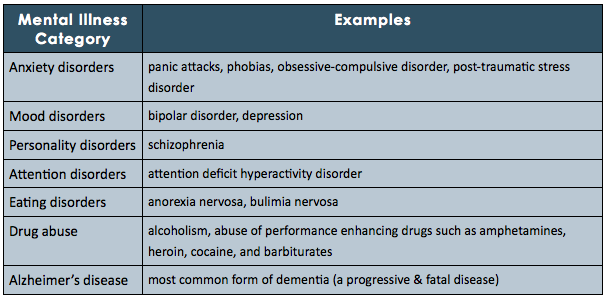 Mental Illness Category Examples
Anxiety disorders panic attacks, phobias, obsessive-compulsive disorder, post-traumatic stress
disorder
Mood disorders bipolar disorder, depression
Personality disorders schizophrenia
Attention disorders attention deficit hyperactivity disorder
Eating disorders anorexia nervosa, bulimia nervosa
Drug abuse alcoholism, abuse of performance enhancing drugs such as amphetamines,
heroin, cocaine, and barbiturates
Alzheimer’s disease most common form of dementia (a progressive & fatal disease)